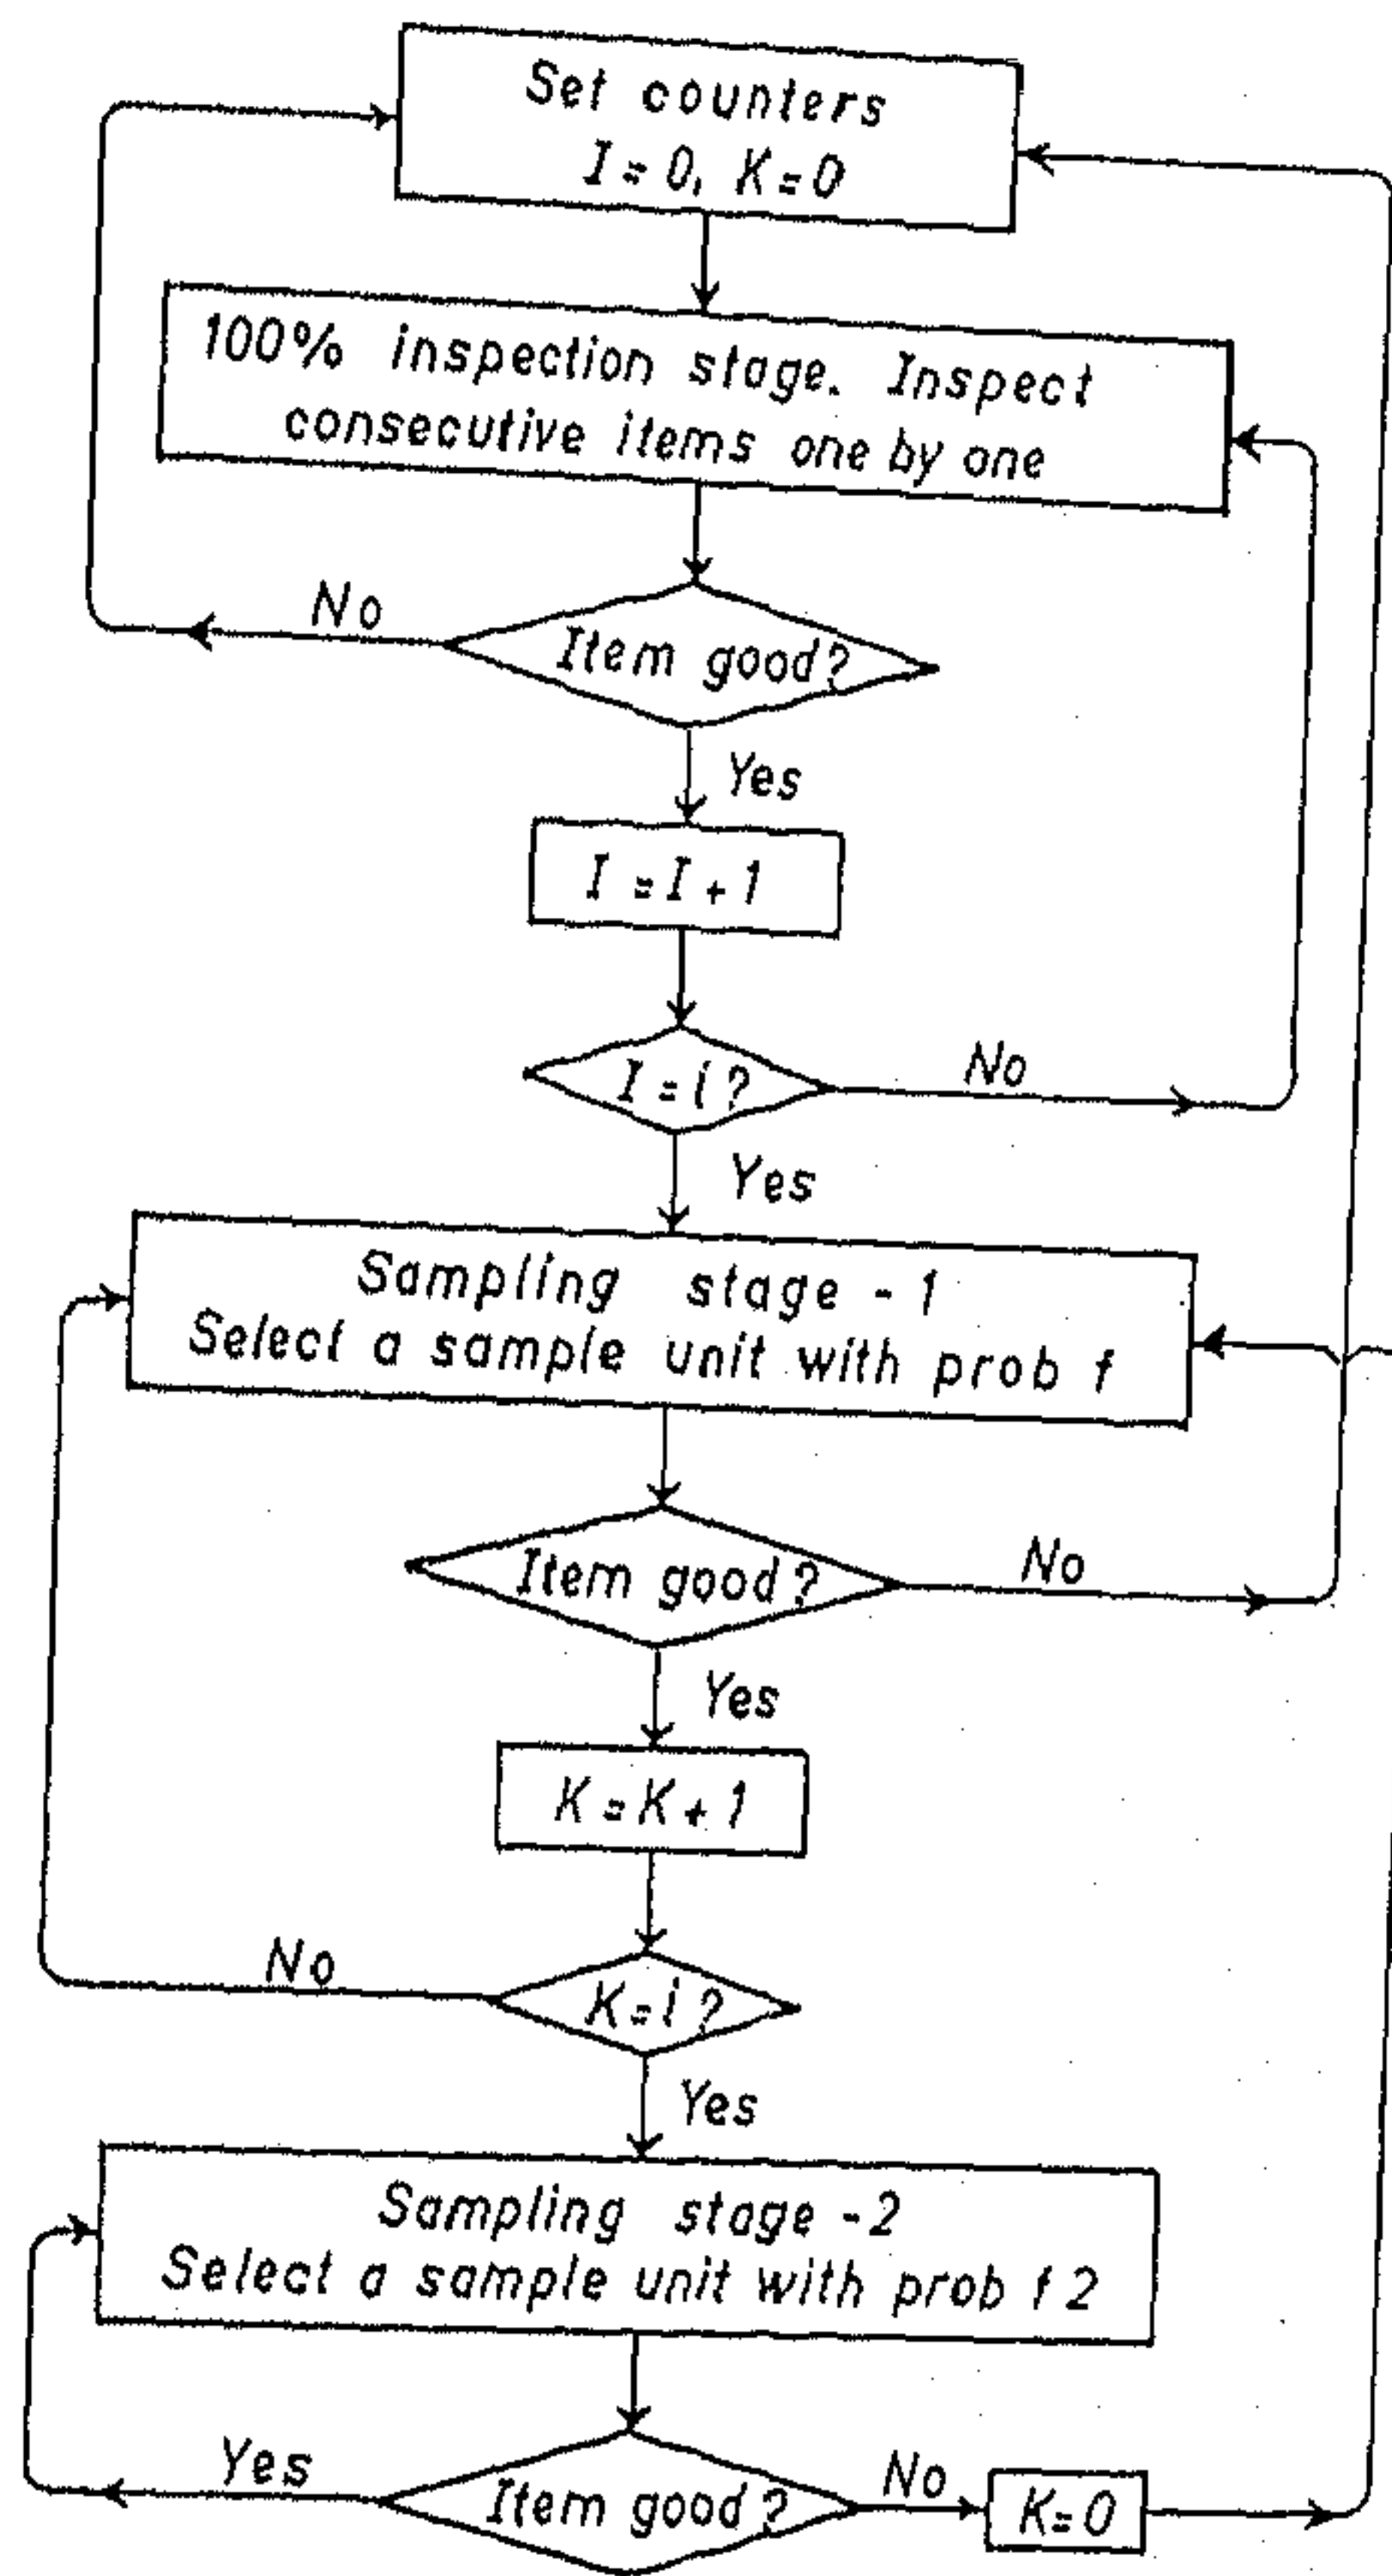 Set counters
I = 0, K = 0
100% inspection stage. Inspect
consecutive items one by one
No
Item good?
Yes
I = I + 1
I = i ?
No
Yes
Sampling stage - 1
Select a sample unit with prob f
Item good?
No
Yes
K = K + 1
No
K = i ?
Yes
Sampling stage - 2
Select a sample unit with prob f 2
Yes
Item good?
No
K = 0